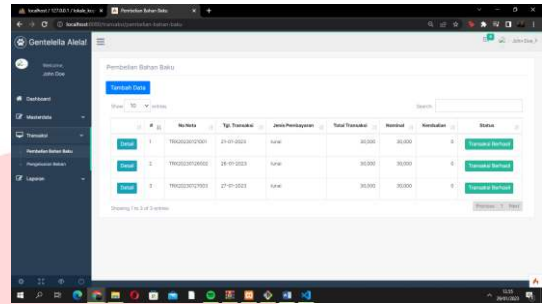 Pembelian Bahan Baku
localhost
Gentelella Alela!
Welcome,
John Doe
John Doe
Dashboard
Masterdata
Transaksi
Pembelian Bahan Baku
Pengeluaran Bahan
Laporan
Pembelian Bahan Baku
Tambah Data
Show 10 entries
Search:
# No Nota Tgl. Transaksi Jenis Pembayaran Total Transaksi Nominal Kembalian Status
Detail 1 21-01-2023 tunai 30,000 30,000 0 Transaksi Berhasil
Detail 2 26-01-2023 tunai 30,000 30,000 0 Transaksi Berhasil
Detail 3 27-01-2023 tunai 30,000 30,000 0 Transaksi Berhasil
Showing 1 to 3 of 3 entries
Previous 1 Next